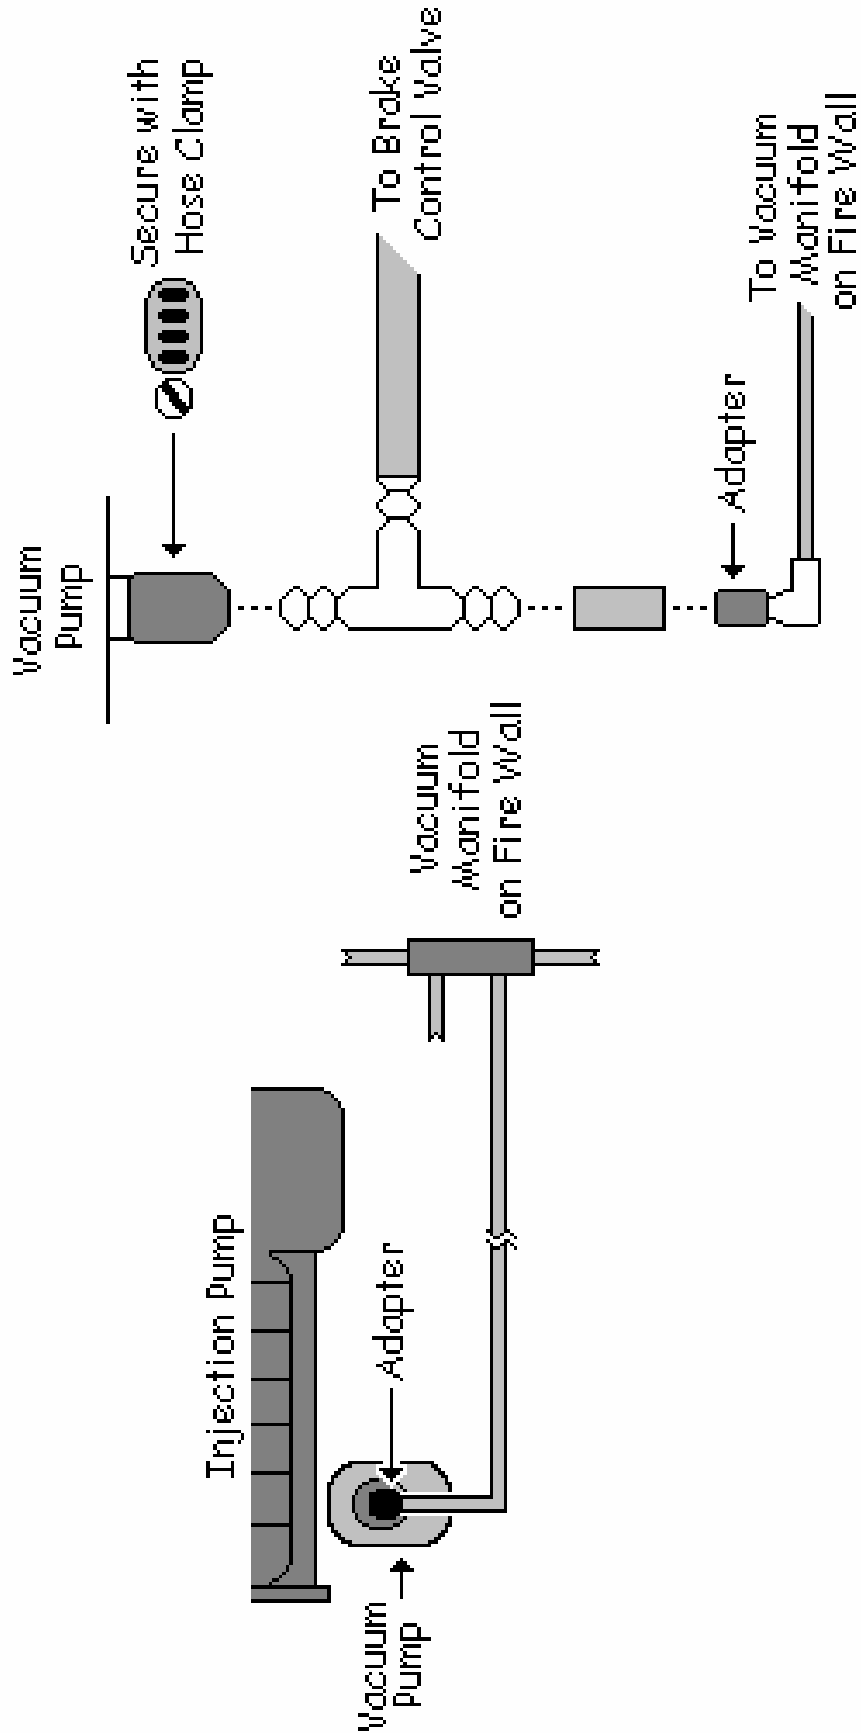 Injection Pump
Vacuum
Pump
Adapter
Vacuum
Manifold
on Fire Wall
Vacuum
Pump
Secure with
Hose Clamp
To Brake
Control Valve
Adapter
To Vacuum
Manifold
on Fire Wall